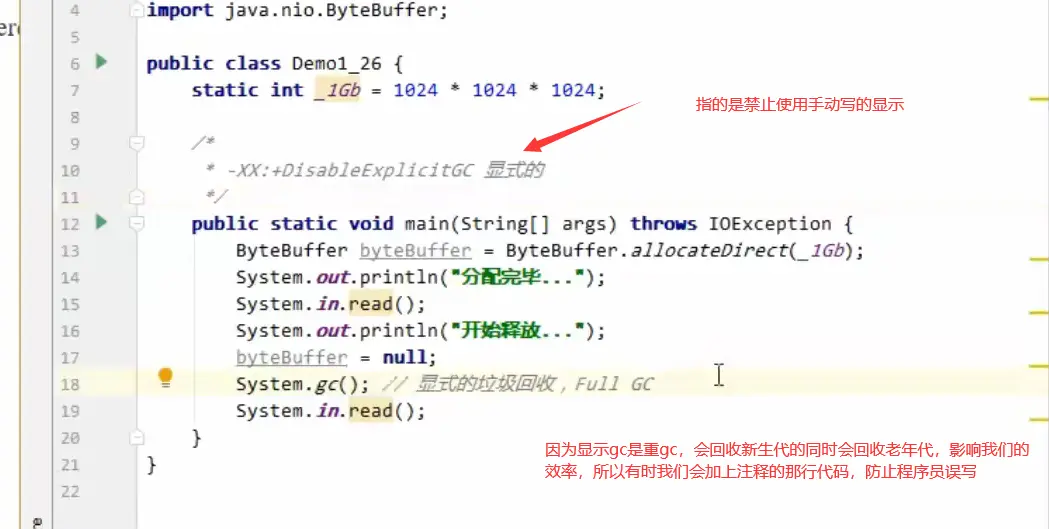 ere
4 import java.nio.ByteBuffer;
5
6 public class Demo1_26 {
7 static int _1Gb = 1024 * 1024 * 1024;
指的是禁止使用手动写的显示
8
9 /*
10 * -XX:+DisableExplicitGC 显式的
11 */
12 public static void main(String[] args) throws IOException {
13 ByteBuffer byteBuffer = ByteBuffer.allocateDirect(_1Gb);
14 System.out.println("分配完毕...");
15 System.in.read();
16 System.out.println("开始释放...");
17 byteBuffer = null;
18 System.gc(); // 显式的垃圾回收，Full GC
19 System.in.read();
20 }
21 }
22
因为显示gc是重gc，会回收新生代的同时会回收老年代，影响我们的
效率，所以有时我们会加上注释的那行代码，防止程序员误写